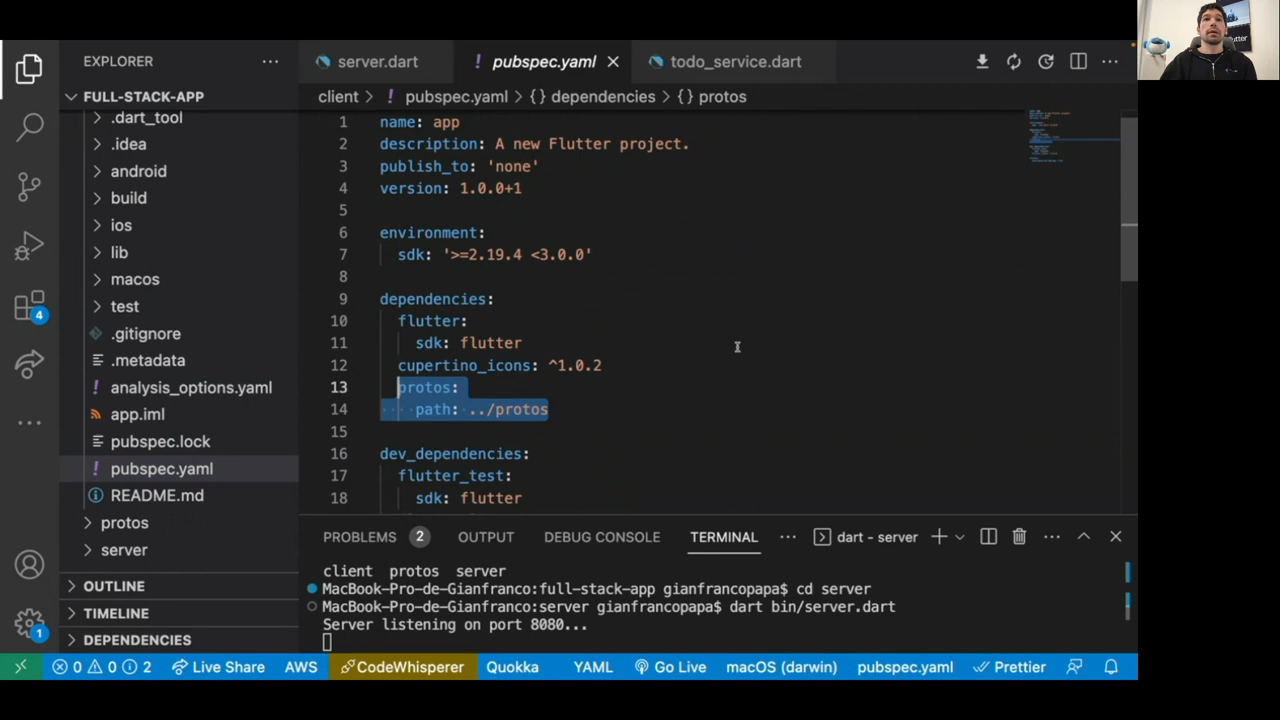 EXPLORER
FULL-STACK-APP
.dart_tool
.idea
android
build
ios
lib
macos
test
.gitignore
.metadata
analysis_options.yaml
app.iml
pubspec.lock
pubspec.yaml
README.md
protos
server
OUTLINE
TIMELINE
DEPENDENCIES
4
1
server.dart
! pubspec.yaml
todo_service.dart
client > ! pubspec.yaml > {} dependencies > {} protos
1 name: app
2 description: A new Flutter project.
3 publish_to: 'none'
4 version: 1.0.0+1
5
6 environment:
7 sdk: '>=2.19.4 <3.0.0'
8
9 dependencies:
10 flutter:
11 sdk: flutter
12 cupertino_icons: ^1.0.2
13 protos:
14 path: ../protos
15
16 dev_dependencies:
17 flutter_test:
18 sdk: flutter
PROBLEMS 2 OUTPUT DEBUG CONSOLE TERMINAL ... dart - server
client protos server
MacBook-Pro-de-Gianfranco:full-stack-app gianfrancopapa$ cd server
MacBook-Pro-de-Gianfranco:server gianfrancopapa$ dart bin/server.dart
Server listening on port 8080...
0 0 2 Live Share AWS CodeWhisperer Quokka YAML Go Live macOS (darwin) pubspec.yaml Prettier